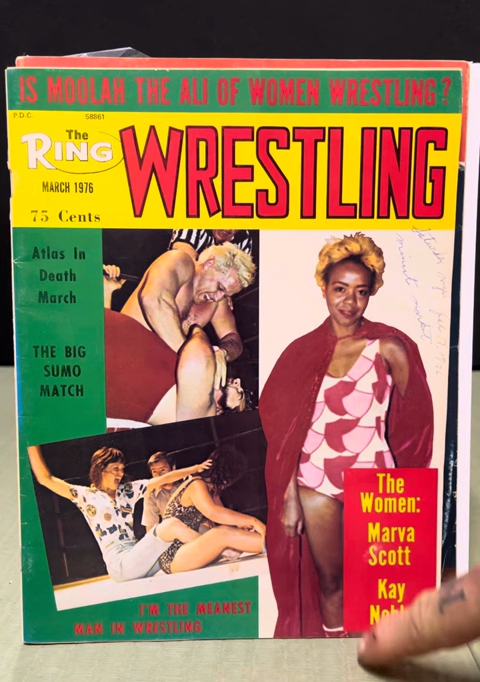 IS MOOLAH THE ALI OF WOMEN WRESTLING?
P.D.C. 58861
The
RING
WRESTLING
MARCH 1976
75 Cents
Atlas In
Death
March
THE BIG
SUMO
MATCH
The
Women:
Marva
Scott
Kay
I'M THE MEANEST
MAN IN WRESTLING